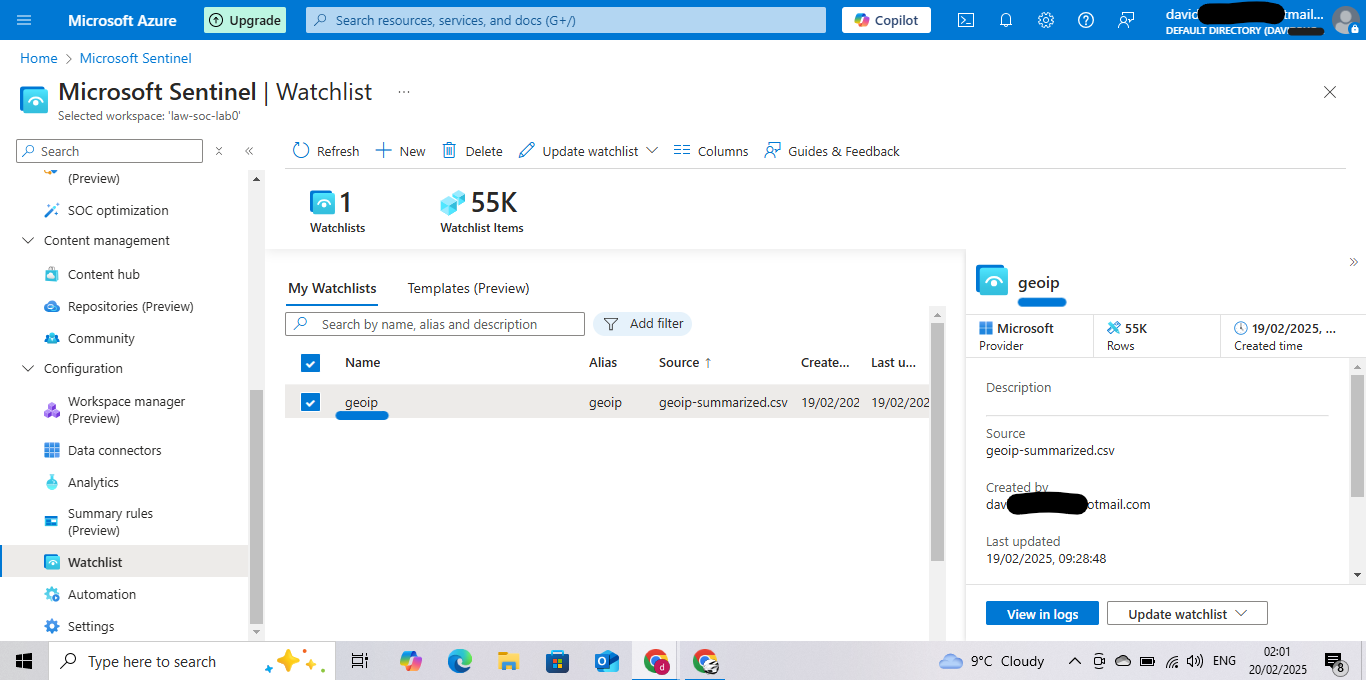 Microsoft Azure
Upgrade
Search resources, services, and docs (G+/)
Copilot
david
tmail...
DEFAULT DIRECTORY (DAV
Home > Microsoft Sentinel
Microsoft Sentinel | Watchlist ...
Selected workspace: 'law-soc-lab0'
Search
Refresh
New
Delete
Update watchlist
Columns
Guides & Feedback
(Preview)
SOC optimization
Content management
Content hub
Repositories (Preview)
Community
Configuration
Workspace manager
(Preview)
Data connectors
Analytics
Summary rules
(Preview)
Watchlist
Automation
Settings
1
Watchlists
55K
Watchlist Items
My Watchlists
Templates (Preview)
Search by name, alias and description
Add filter
Name Alias Source ↑ Create... Last u...
geoip geoip geoip-summarized.csv 19/02/202 19/02/202
geoip
Microsoft
Provider
55K
Rows
19/02/2025, ...
Created time
Description
Source
geoip-summarized.csv
Created by
dav
otmail.com
Last updated
19/02/2025, 09:28:48
View in logs
Update watchlist
Type here to search
9°C Cloudy
ENG
02:01
20/02/2025
8